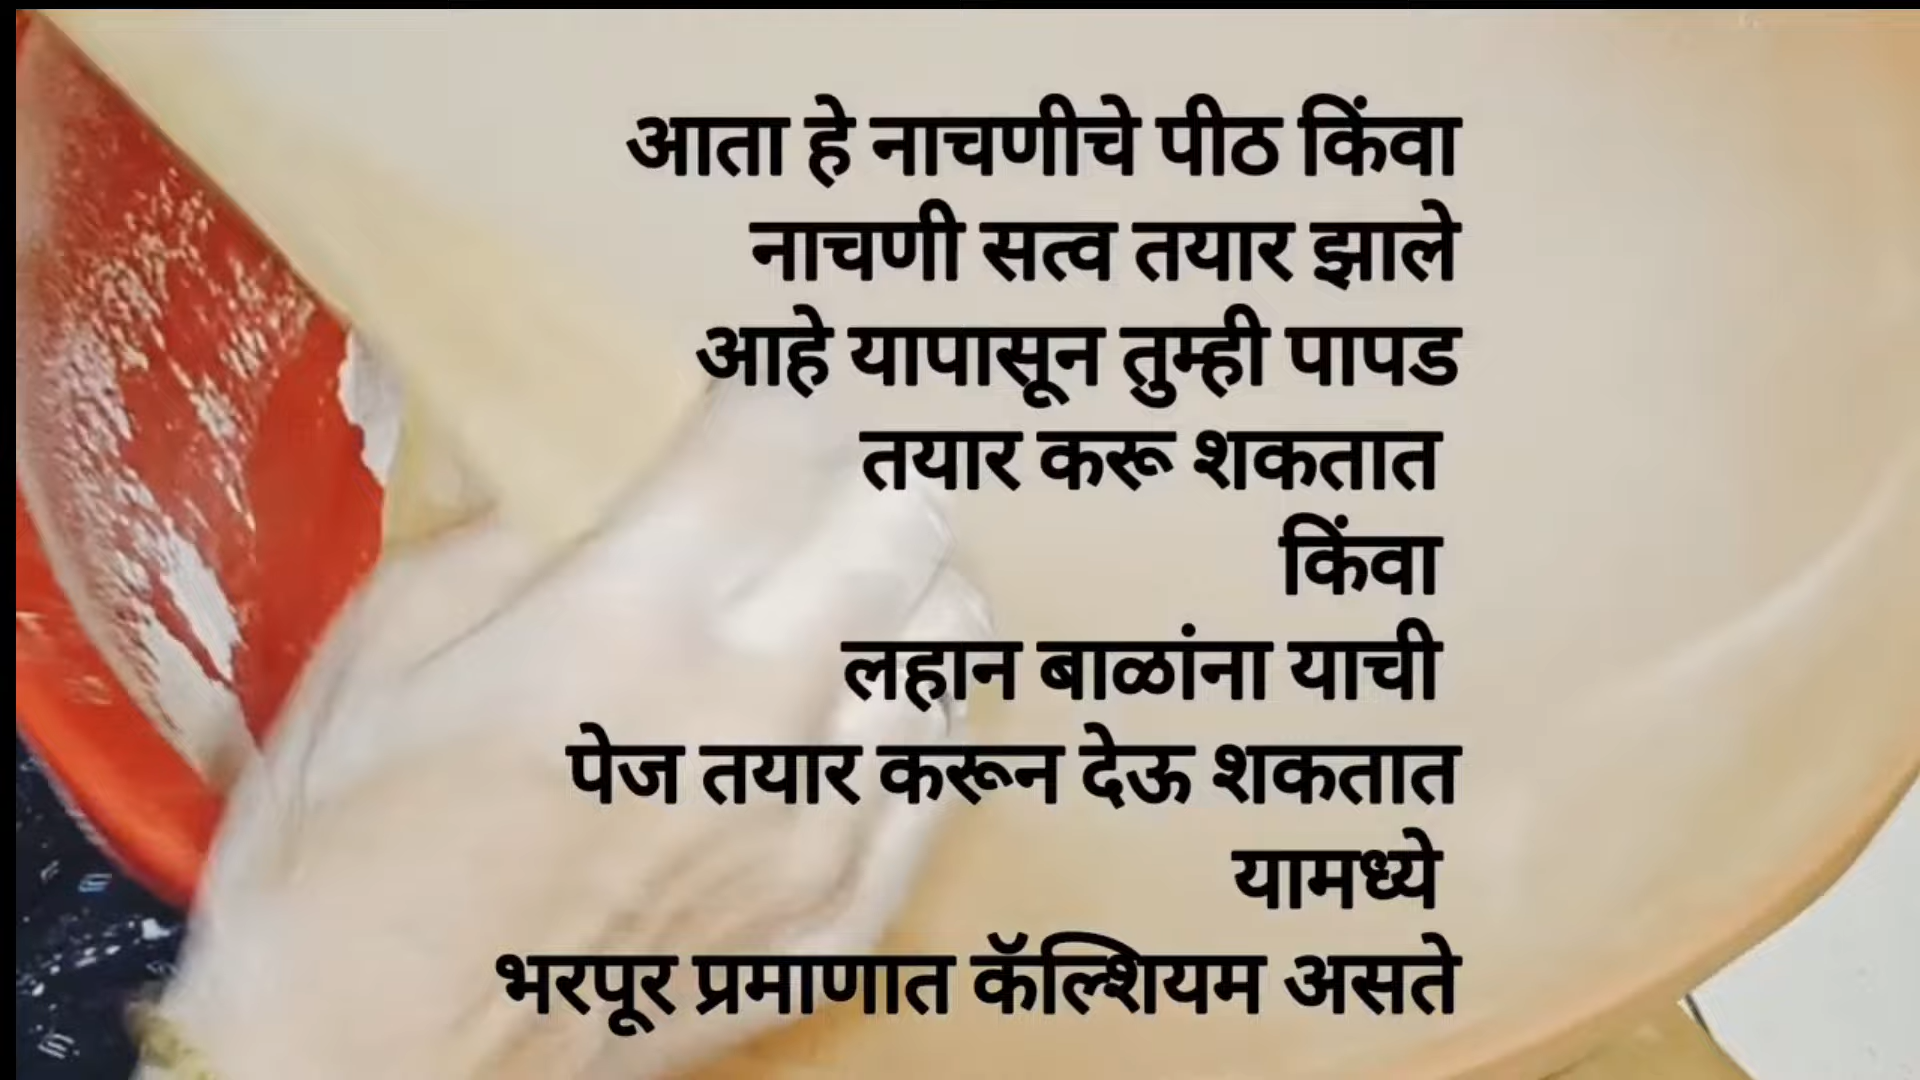 आता हे नाचणीचे पीठ किंवा
नाचणी सत्व तयार झाले
आहे यापासून तुम्ही पापड
तयार करू शकतात
किंवा
लहान बाळांना याची
पेज तयार करून देऊ शकतात
यामध्ये
भरपूर प्रमाणात कॅल्शियम असते